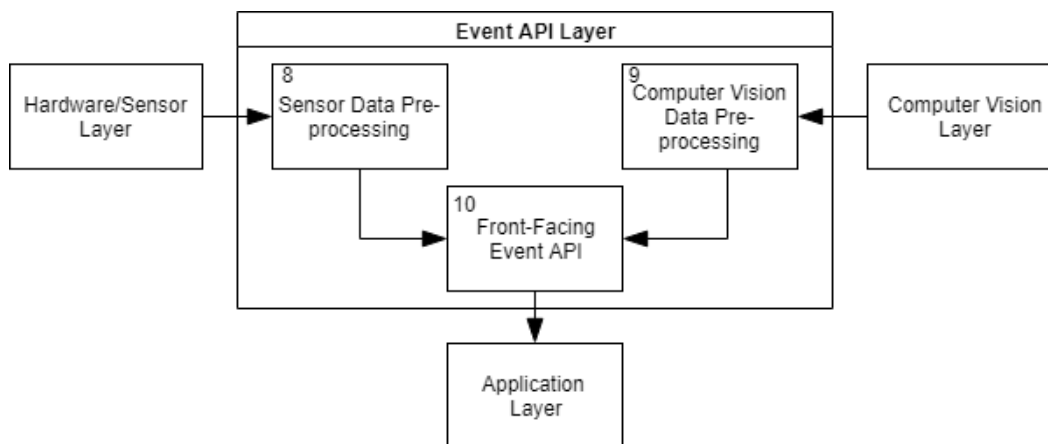 Event API Layer
Hardware/Sensor
Layer
8
Sensor Data Pre-
processing
9
Computer Vision
Data Pre-
processing
Computer Vision
Layer
10
Front-Facing
Event API
Application
Layer